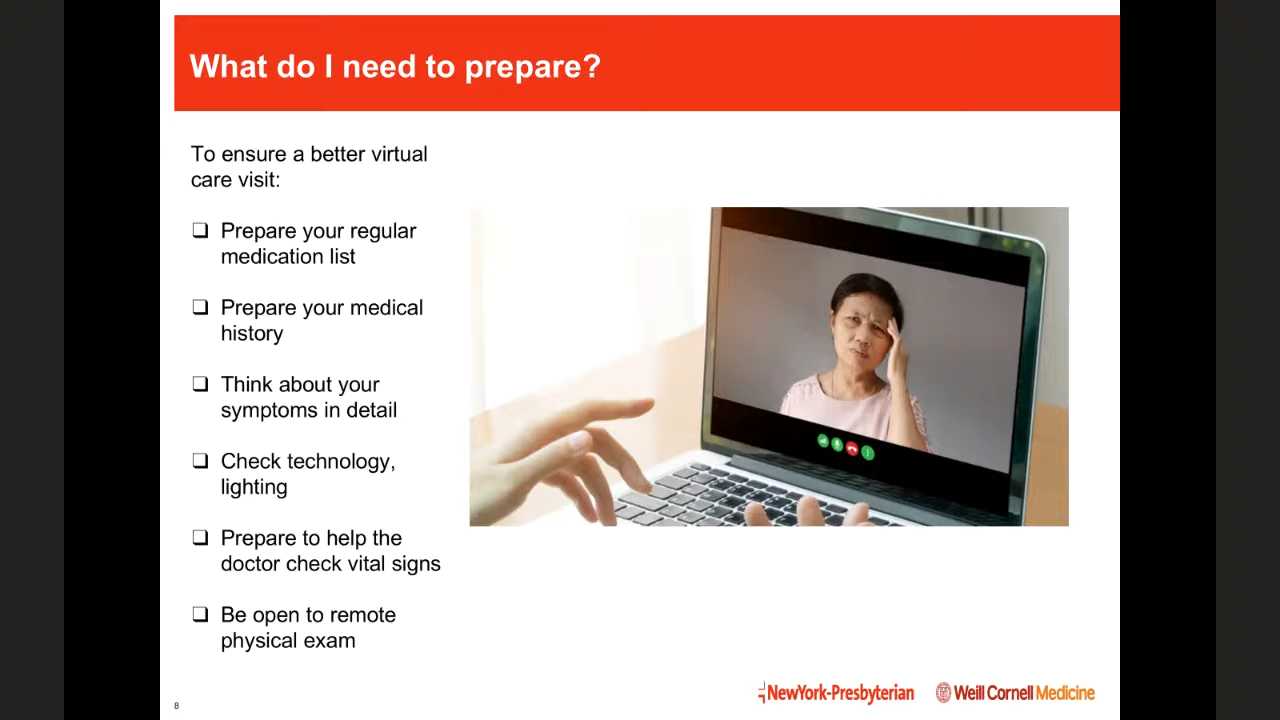 What do I need to prepare?
To ensure a better virtual
care visit:
❑ Prepare your regular
medication list
❑ Prepare your medical
history
❑ Think about your
symptoms in detail
❑ Check technology,
lighting
❑ Prepare to help the
doctor check vital signs
❑ Be open to remote
physical exam
8
NewYork-Presbyterian
Weill Cornell Medicine